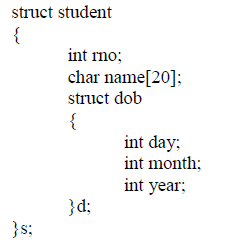 struct student
{
int rno;
char name[20];
struct dob
{
int day;
int month;
int year;
}d;
}s;